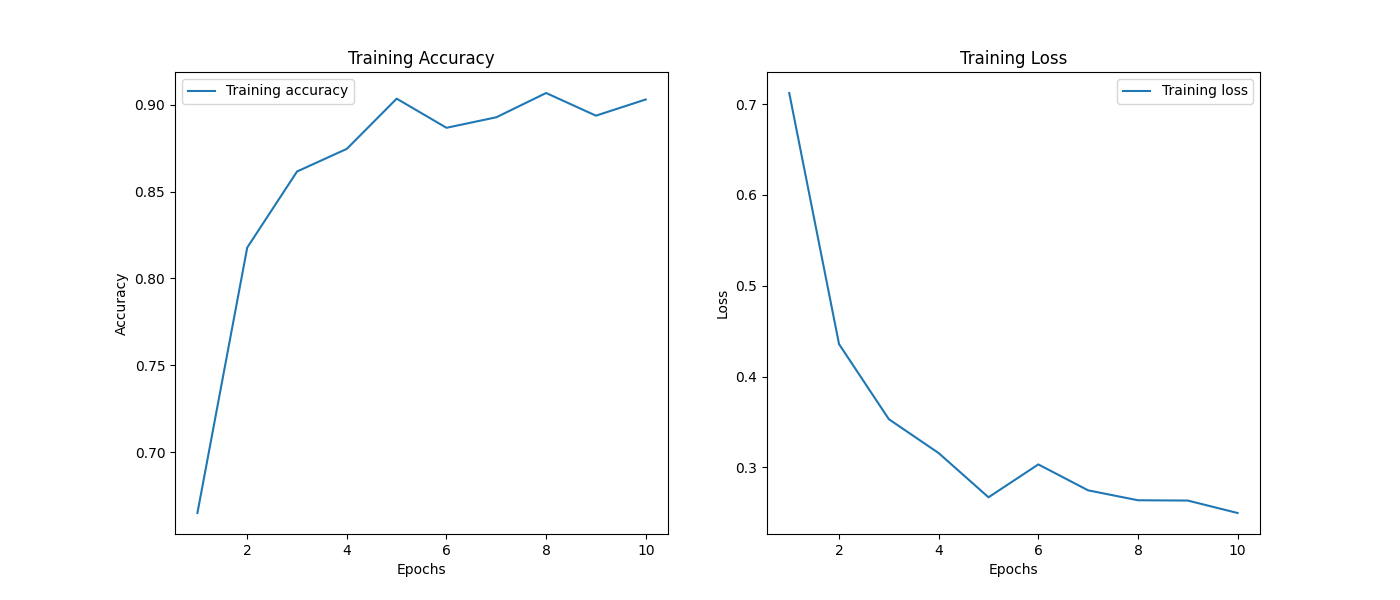 Training Accuracy
Training accuracy
0.90
0.85
0.80
0.75
0.70
Accuracy
2 4 6 8 10
Epochs
Training Loss
Training loss
0.7
0.6
0.5
0.4
0.3
Loss
2 4 6 8 10
Epochs